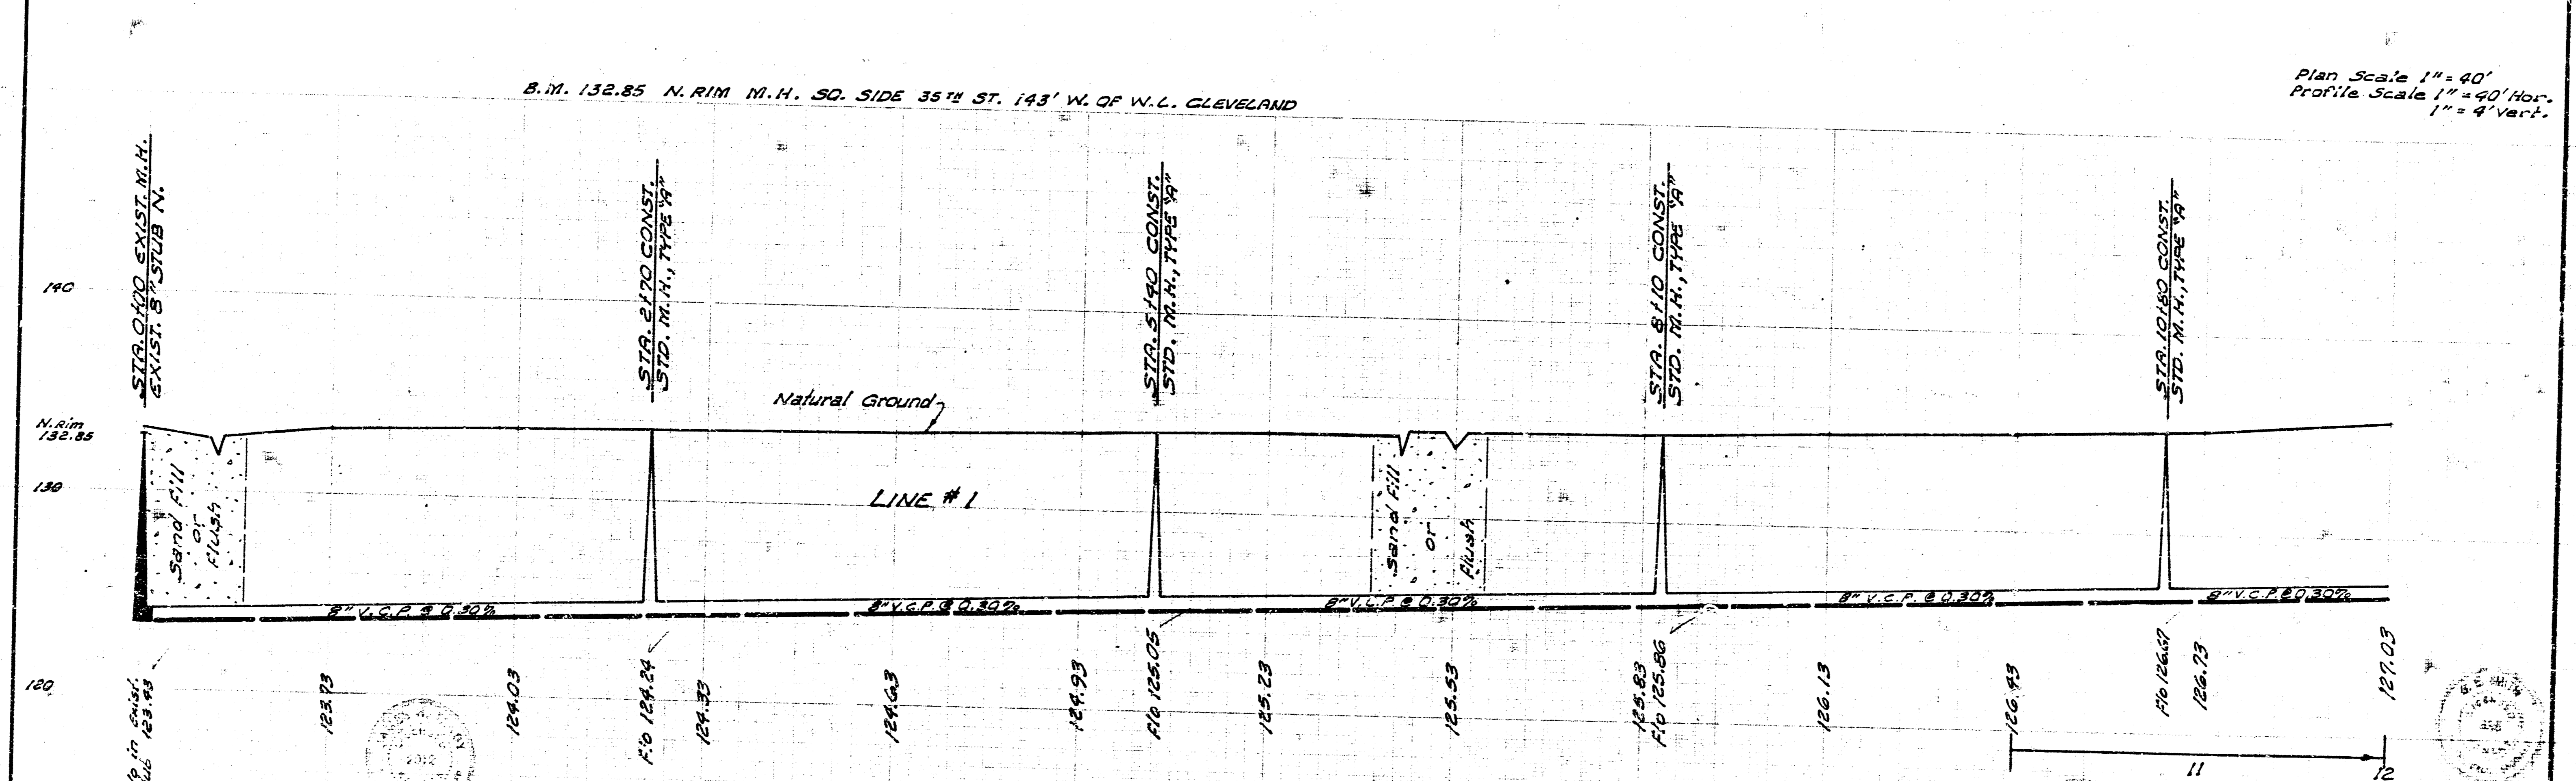 B.M. 132.85 N. RIM M.H. SO. SIDE 35TH ST. 143' W. OF W.L. CLEVELAND
Plan Scale 1"=40'
Profile Scale 1"=40' Hor.
1"=4' Vert.
STA. 0+00 EXIST. M.H.
EXIST. 8" STUB N.
STA. 2+70 CONST.
STD. M.H., TYPE "A"
STA. 5+40 CONST.
STD. M.H., TYPE "A"
STA. 8+10 CONST.
STD. M.H., TYPE "A"
STA. 10+80 CONST.
STD. M.H., TYPE "A"
140
Natural Ground
N. Rim
132.85
130
Sand Fill
or
Flush
LINE # 1
Sand Fill
or
Flush
8" V.C.P. @ 0.30%
8" V.C.P. @ 0.30%
8" V.C.P. @ 0.30%
8" V.C.P. @ 0.30%
8" V.C.P. @ 0.30%
120
in Exist.
123.43
123.73
124.03
F/o 124.24
124.33
124.63
124.93
F/o 125.05
125.23
125.53
125.83
F/o 125.86
126.13
126.43
F/o 126.67
126.73
127.03
11
12